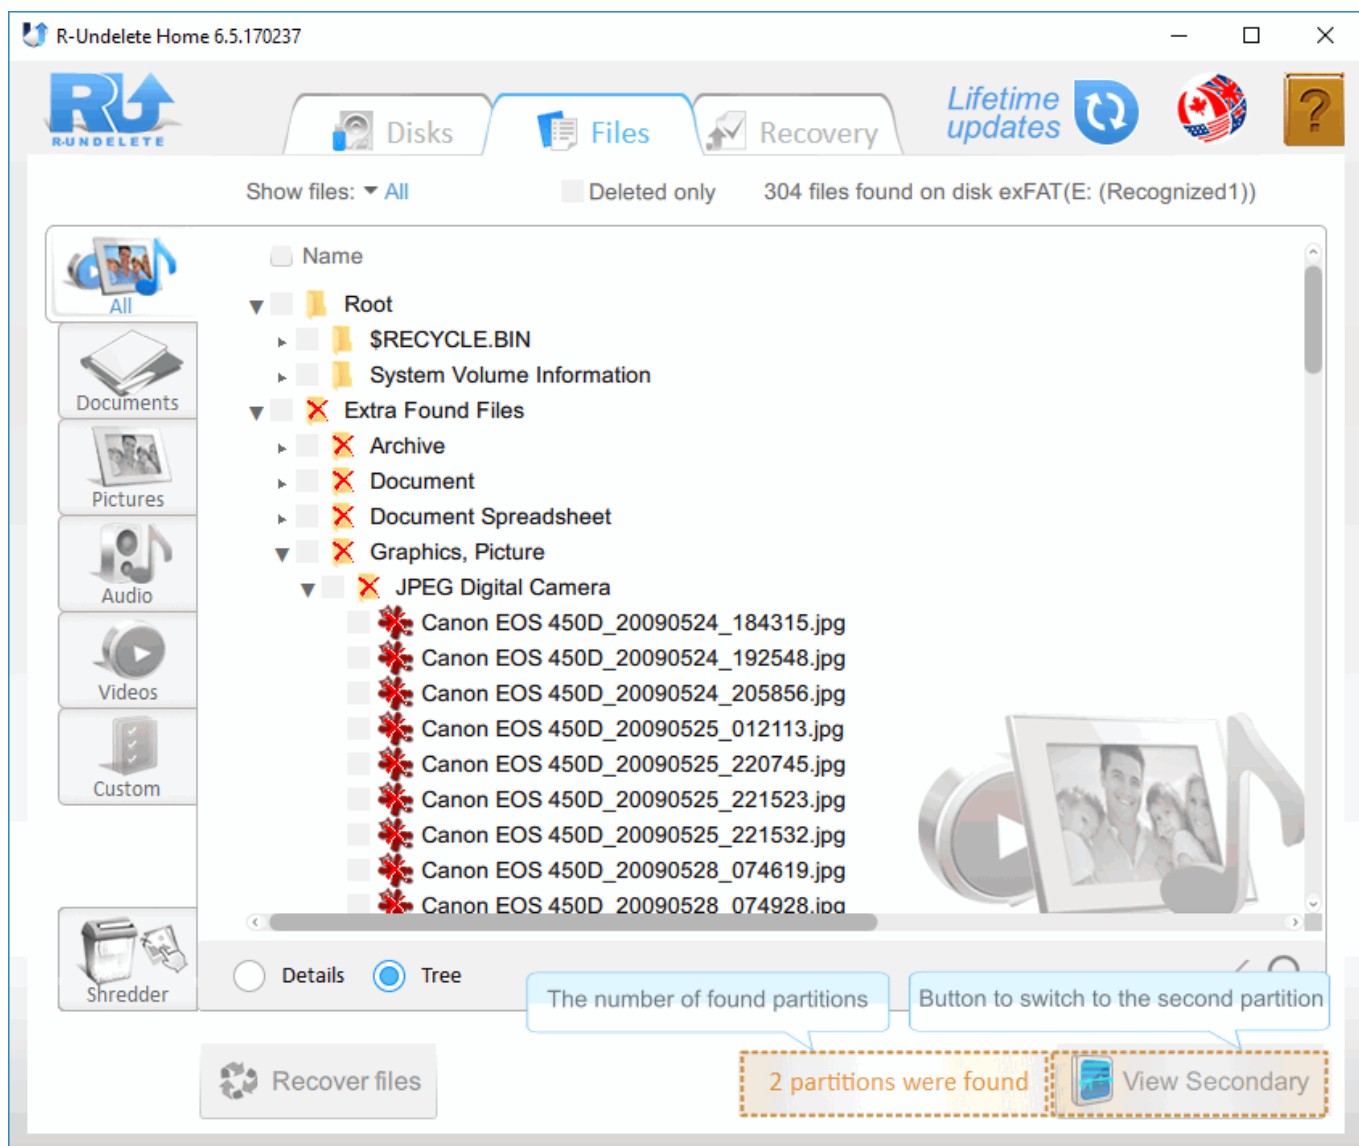 R-Undelete Home 6.5.170237
RU
R-UNDELETE
Disks
Files
Recovery
Lifetime
updates
?
Show files: All
Deleted only
304 files found on disk exFAT(E: (Recognized1))
All
Documents
Pictures
Audio
Videos
Custom
Shredder
Name
Root
$RECYCLE.BIN
System Volume Information
Extra Found Files
Archive
Document
Document Spreadsheet
Graphics, Picture
JPEG Digital Camera
Canon EOS 450D_20090524_184315.jpg
Canon EOS 450D_20090524_192548.jpg
Canon EOS 450D_20090524_205856.jpg
Canon EOS 450D_20090525_012113.jpg
Canon EOS 450D_20090525_220745.jpg
Canon EOS 450D_20090525_221523.jpg
Canon EOS 450D_20090525_221532.jpg
Canon EOS 450D_20090528_074619.jpg
Canon EOS 450D_20090528_074928.jpg
Details
Tree
The number of found partitions
Button to switch to the second partition
Recover files
2 partitions were found
View Secondary